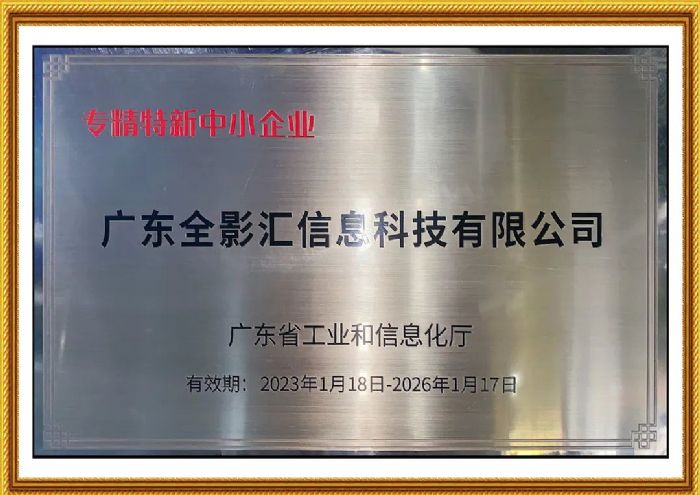 专精特新中小企业
广东全影汇信息科技有限公司
广东省工业和信息化厅
有效期：2023年1月18日-2026年1月17日